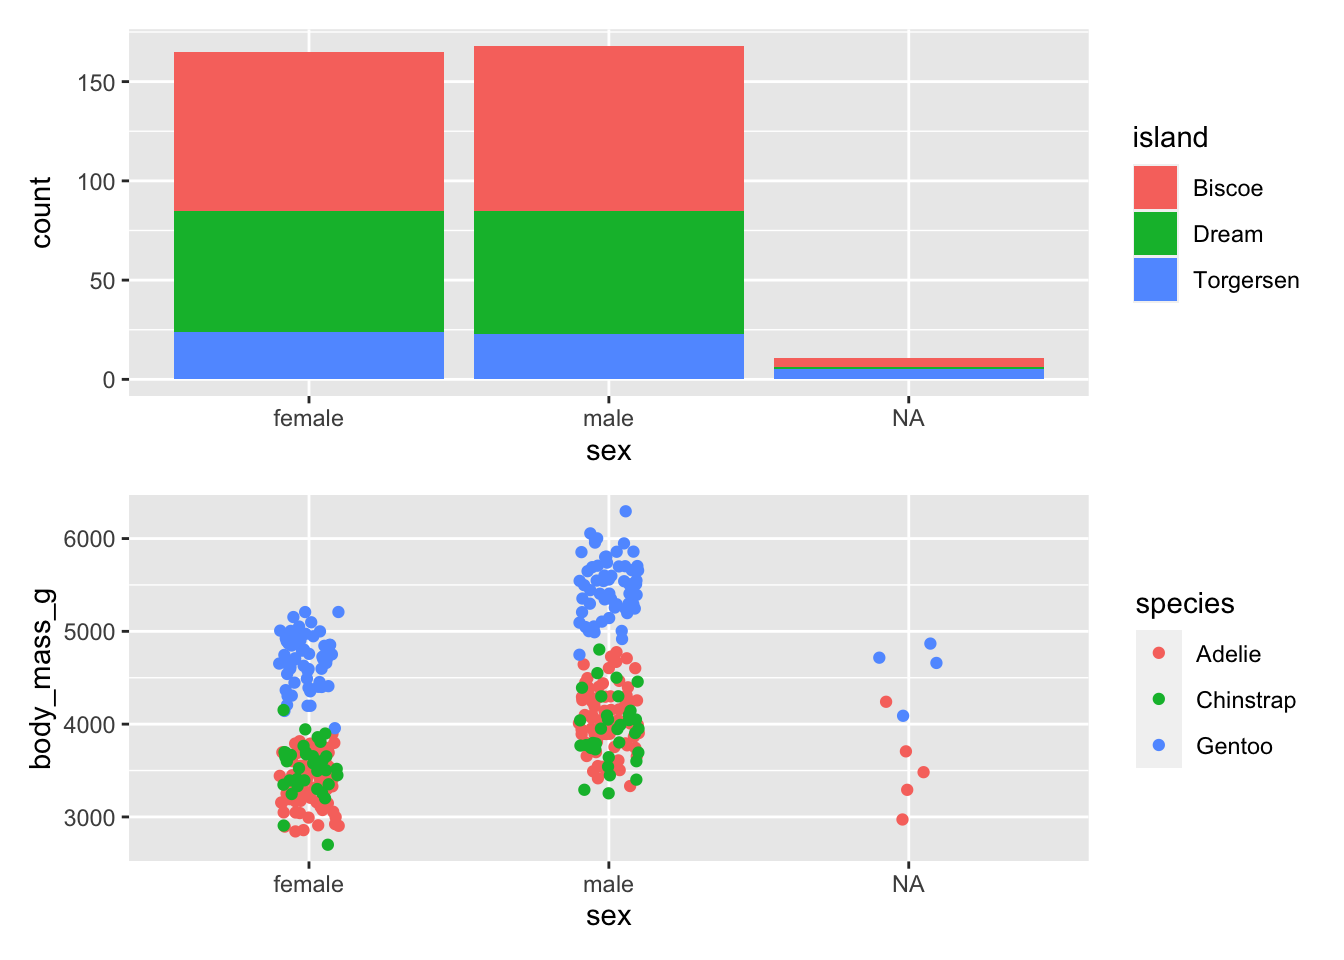 150
100
50
0
count
female
male
NA
sex
island
Biscoe
Dream
Torgersen
6000
5000
4000
3000
body_mass_g
female
male
NA
sex
species
Adelie
Chinstrap
Gentoo